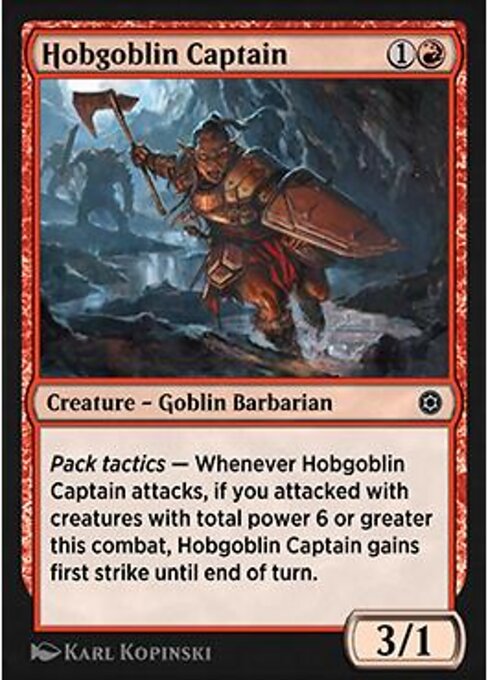 Hobgoblin Captain 1
Creature – Goblin Barbarian
Pack tactics — Whenever Hobgoblin
Captain attacks, if you attacked with
creatures with total power 6 or greater
this combat, Hobgoblin Captain gains
first strike until end of turn.
3/1
KARL KOPINSKI